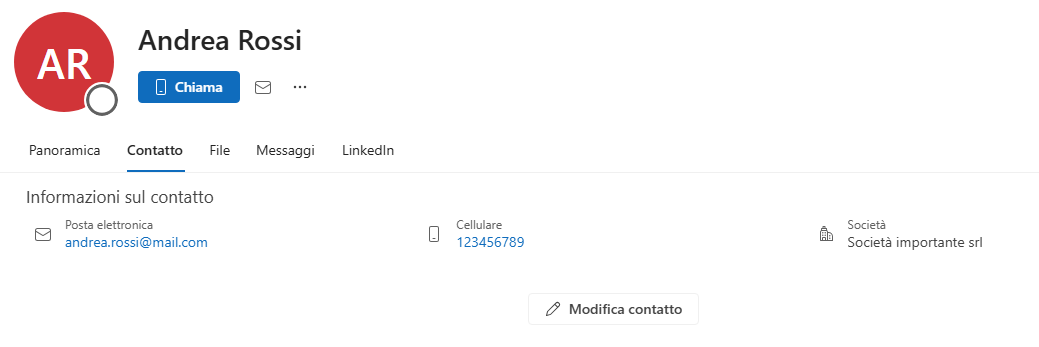 AR
Andrea Rossi
Chiama
Panoramica Contatto File Messaggi LinkedIn
Informazioni sul contatto
Posta elettronica
andrea.rossi@mail.com
Cellulare
123456789
Società
Società importante srl
Modifica contatto